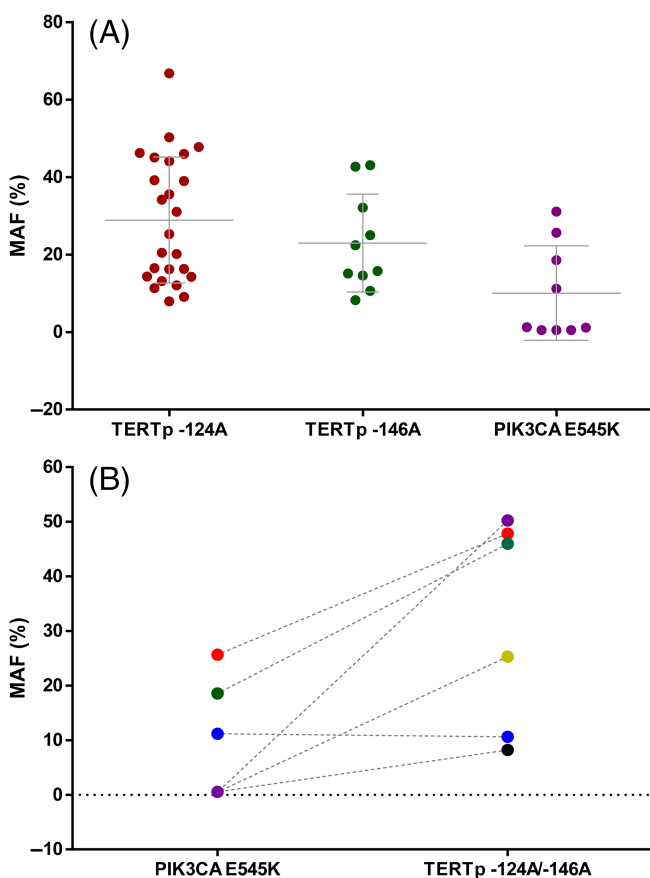 (A)
MAF (%)
80
60
40
20
0
–20
TERTp -124A TERTp -146A PIK3CA E545K
(B)
MAF (%)
60
50
40
30
20
10
0
–10
PIK3CA E545K TERTp -124A/-146A